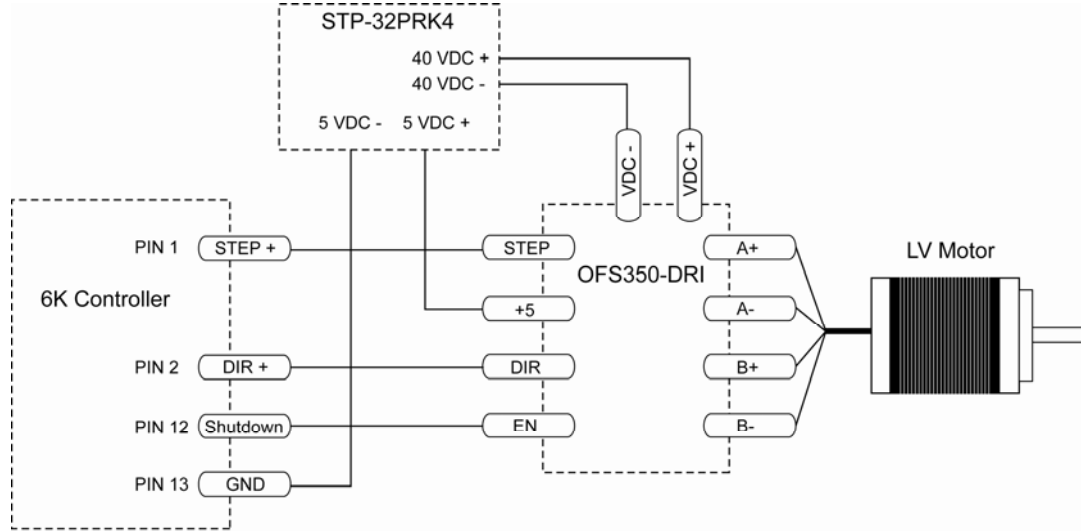 STP-32PRK4
40 VDC +
40 VDC -
5 VDC - 5 VDC +
VDC -
VDC +
PIN 1 STEP + STEP A+ LV Motor
6K Controller OFS350-DRI
+5 A-
PIN 2 DIR + DIR B+
PIN 12 Shutdown EN B-
PIN 13 GND